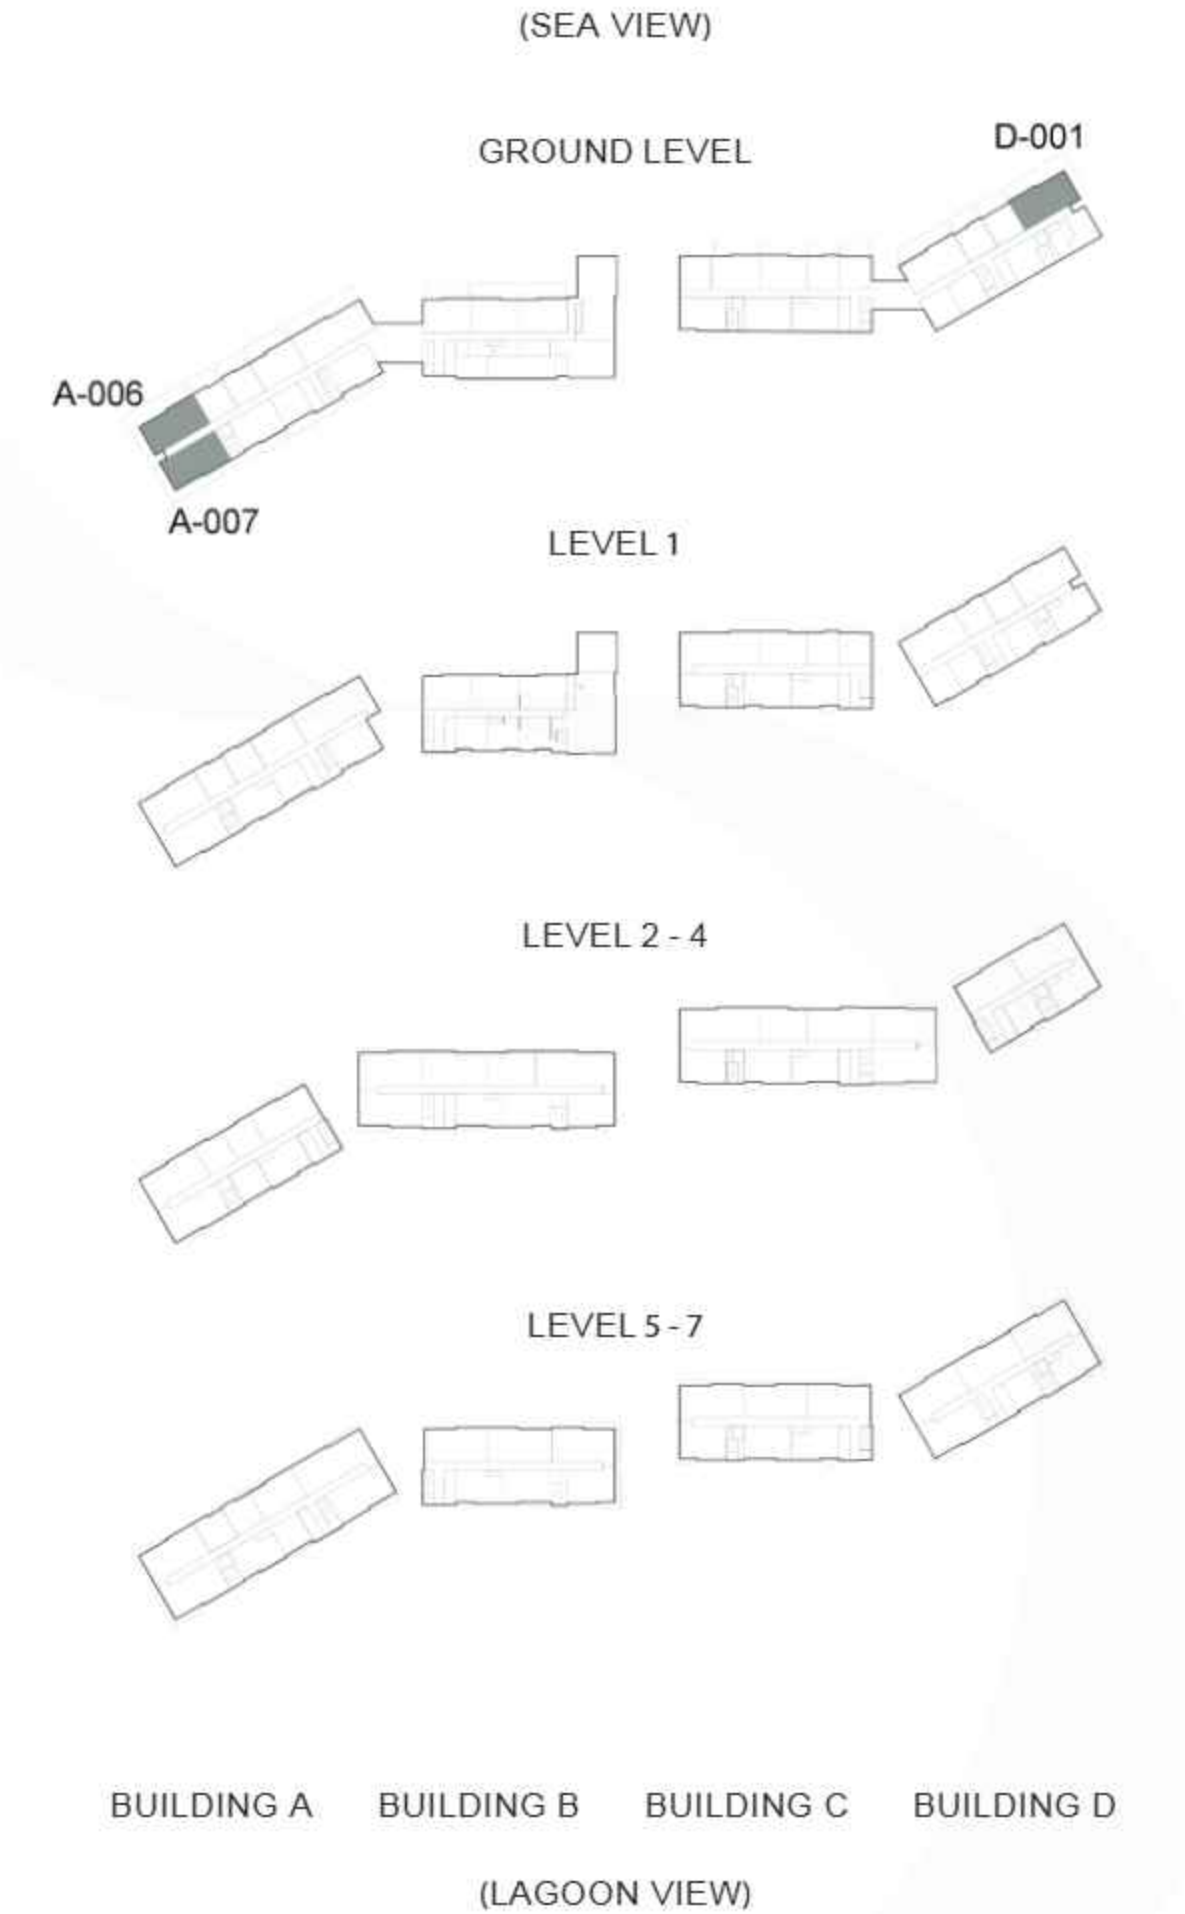 (SEA VIEW)
GROUND LEVEL
D-001
A-006
A-007
LEVEL 1
LEVEL 2 - 4
LEVEL 5 - 7
BUILDING A BUILDING B BUILDING C BUILDING D
(LAGOON VIEW)